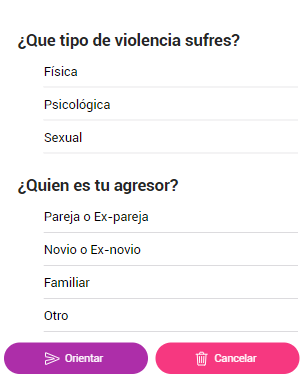 ¿Que tipo de violencia sufres?
Física
Psicológica
Sexual
¿Quien es tu agresor?
Pareja o Ex-pareja
Novio o Ex-novio
Familiar
Otro
Orientar
Cancelar